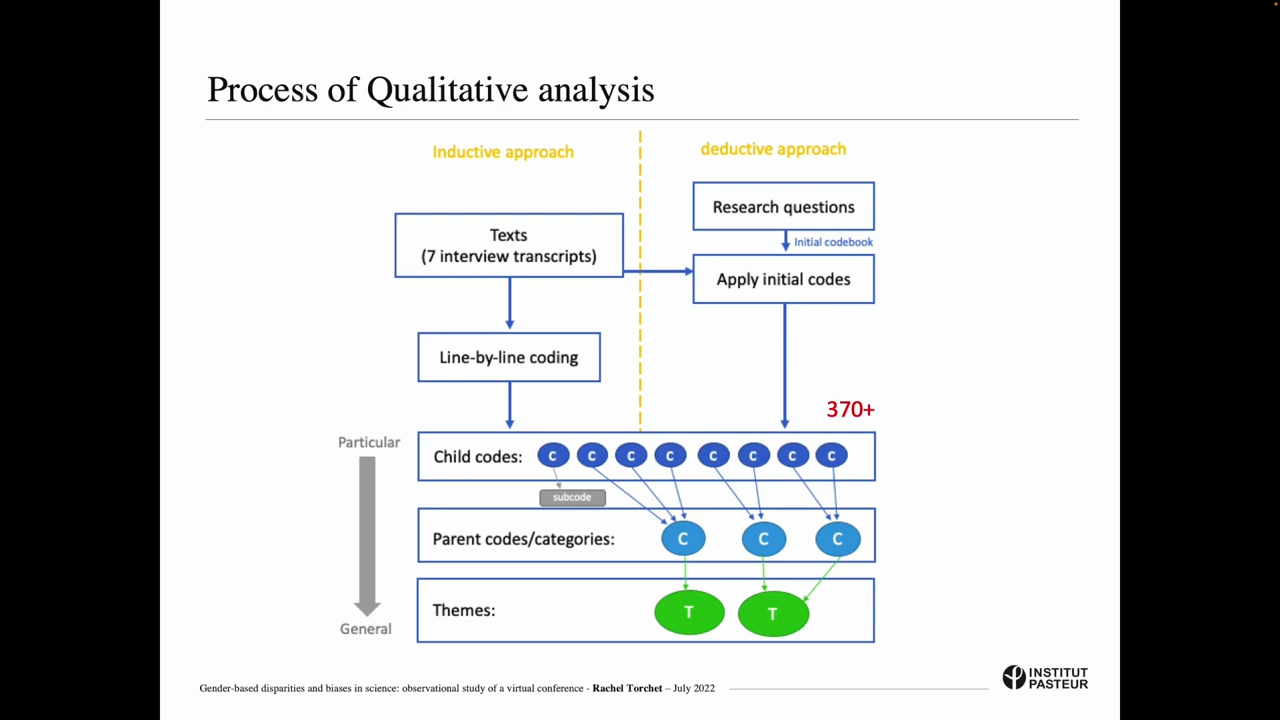 Process of Qualitative analysis
Inductive approach
deductive approach
Research questions
Initial codebook
Texts
(7 interview transcripts)
Apply initial codes
Line-by-line coding
370+
Particular
Child codes: C C C C C C C C
subcode
Parent codes/categories: C C C
Themes: T T
General
Gender-based disparities and biases in science: observational study of a virtual conference - Rachel Torchet – July 2022
INSTITUT
PASTEUR